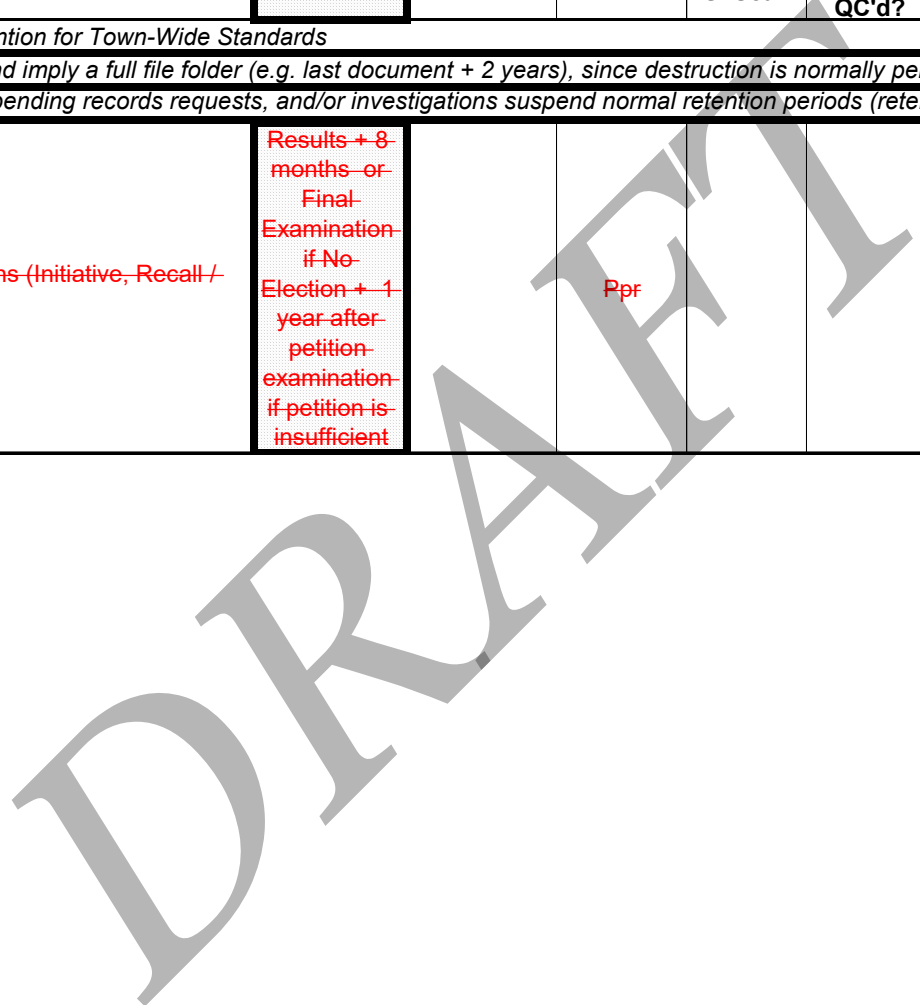 QC'd?
ntion for Town-Wide Standards
d imply a full file folder (e.g. last document + 2 years), since destruction is normally pe
pending records requests, and/or investigations suspend normal retention periods (rete
Results + 8
months or
Final
Examination
if No
ns (Initiative, Recall /
Election + 1
Ppr
year after
petition
examination
if petition is
insufficient
DRAFT